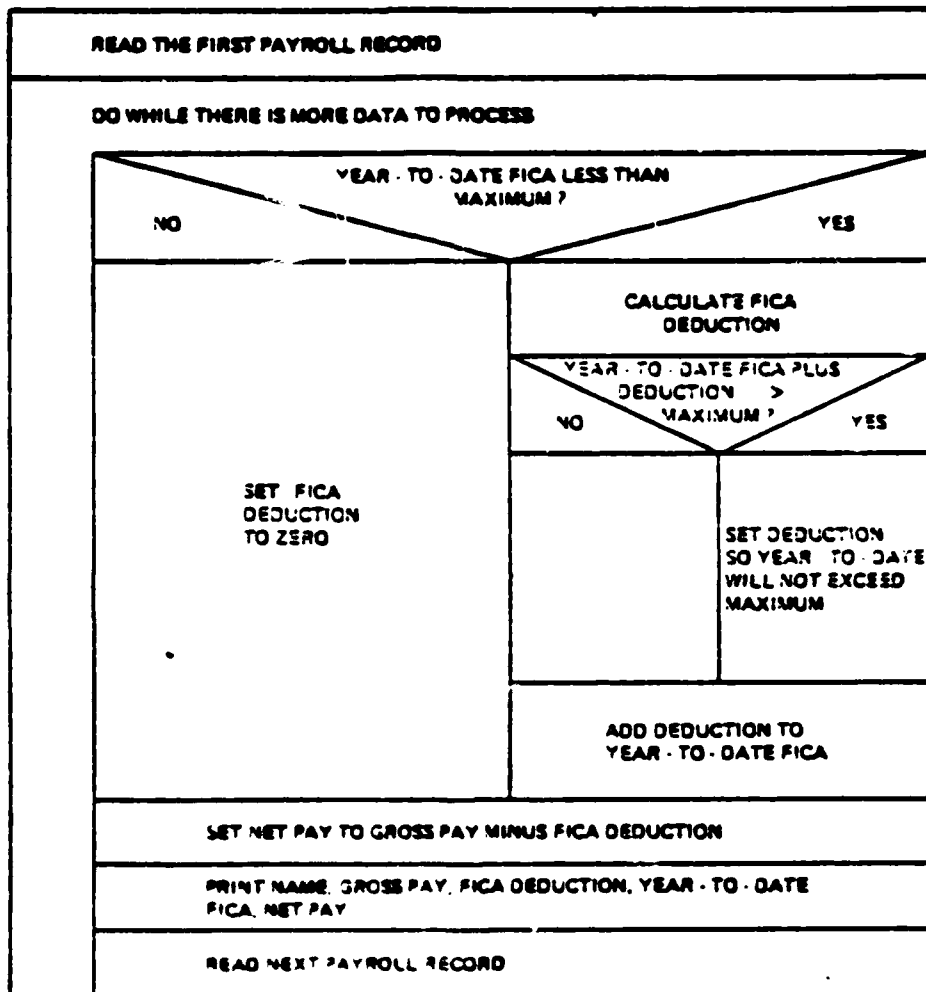 READ THE FIRST PAYROLL RECORD
DO WHILE THERE IS MORE DATA TO PROCESS
YEAR - TO - DATE FICA LESS THAN
MAXIMUM ?
NO
YES
CALCULATE FICA
DEDUCTION
YEAR - TO - DATE FICA PLUS
DEDUCTION >
MAXIMUM ?
NO
YES
SET FICA
DEDUCTION
TO ZERO
SET DEDUCTION
SO YEAR - TO - DATE
WILL NOT EXCEED
MAXIMUM
ADD DEDUCTION TO
YEAR - TO - DATE FICA
SET NET PAY TO GROSS PAY MINUS FICA DEDUCTION
PRINT NAME, GROSS PAY, FICA DEDUCTION, YEAR - TO - DATE
FICA, NET PAY
READ NEXT PAYROLL RECORD